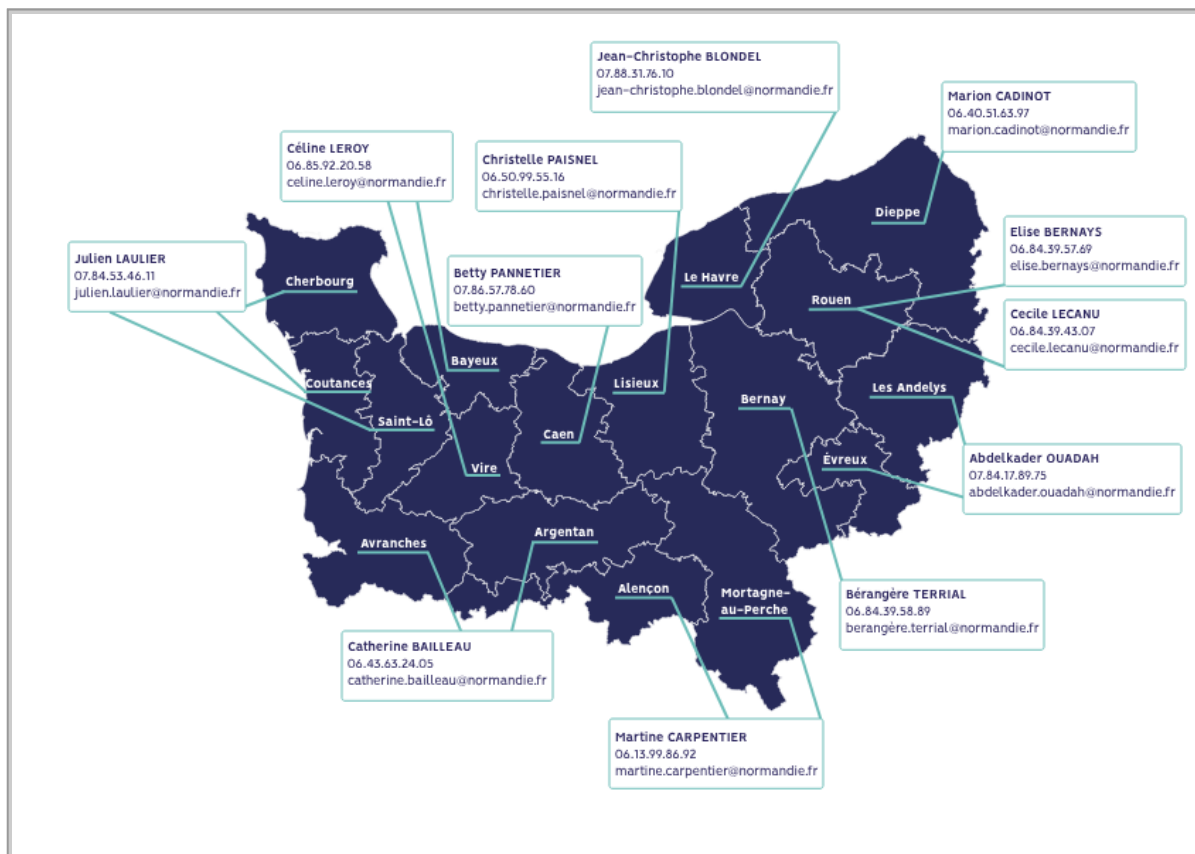 Jean-Christophe BLONDEL
07.88.31.76.10
jean-christophe.blondel@normandie.fr
Marion CADINOT
06.40.51.63.97
marion.cadinot@normandie.fr
Céline LEROY
06.85.92.20.58
celine.leroy@normandie.fr
Christelle PAISNEL
06.50.99.55.16
christelle.paisnel@normandie.fr
Julien LAULIER
07.84.53.46.11
julien.laulier@normandie.fr
Betty PANNETIER
07.86.57.78.60
betty.pannetier@normandie.fr
Elise BERNAYS
06.84.39.57.69
elise.bernays@normandie.fr
Cecile LECANU
06.84.39.43.07
cecile.lecanu@normandie.fr
Dieppe
Cherbourg
Le Havre
Rouen
Bayeux
Coutances
Lisieux
Les Andelys
Bernay
Saint-Lô
Caen
Vire
Évreux
Abdelkader OUADAH
07.84.17.89.75
abdelkader.ouadah@normandie.fr
Avranches
Argentan
Alençon
Mortagne-
au-Perche
Bérangère TERRIAL
06.84.39.58.89
berangère.terrial@normandie.fr
Catherine BAILLEAU
06.43.63.24.05
catherine.bailleau@normandie.fr
Martine CARPENTIER
06.13.99.86.92
martine.carpentier@normandie.fr